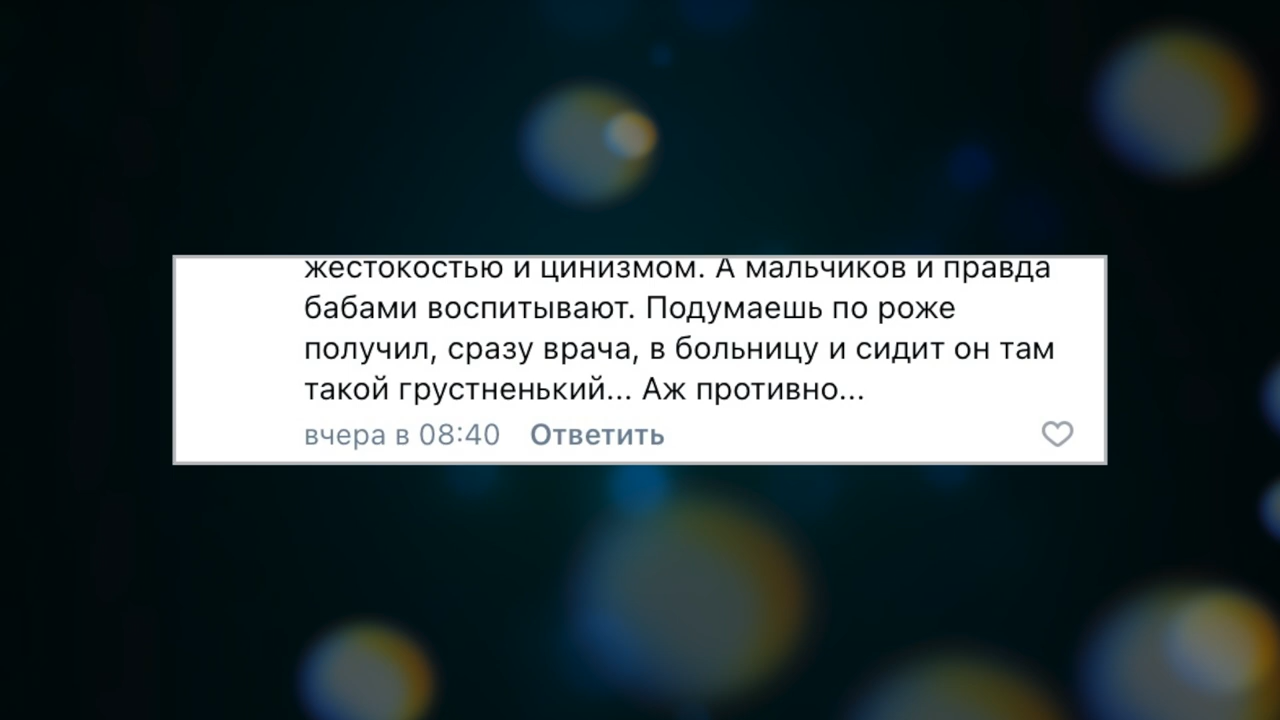 жестокостью и цинизмом. А мальчиков и правда
бабами воспитывают. Подумаешь по роже
получил, сразу врача, в больницу и сидит он там
такой грустненький... Аж противно...
вчера в 08:40 Ответить